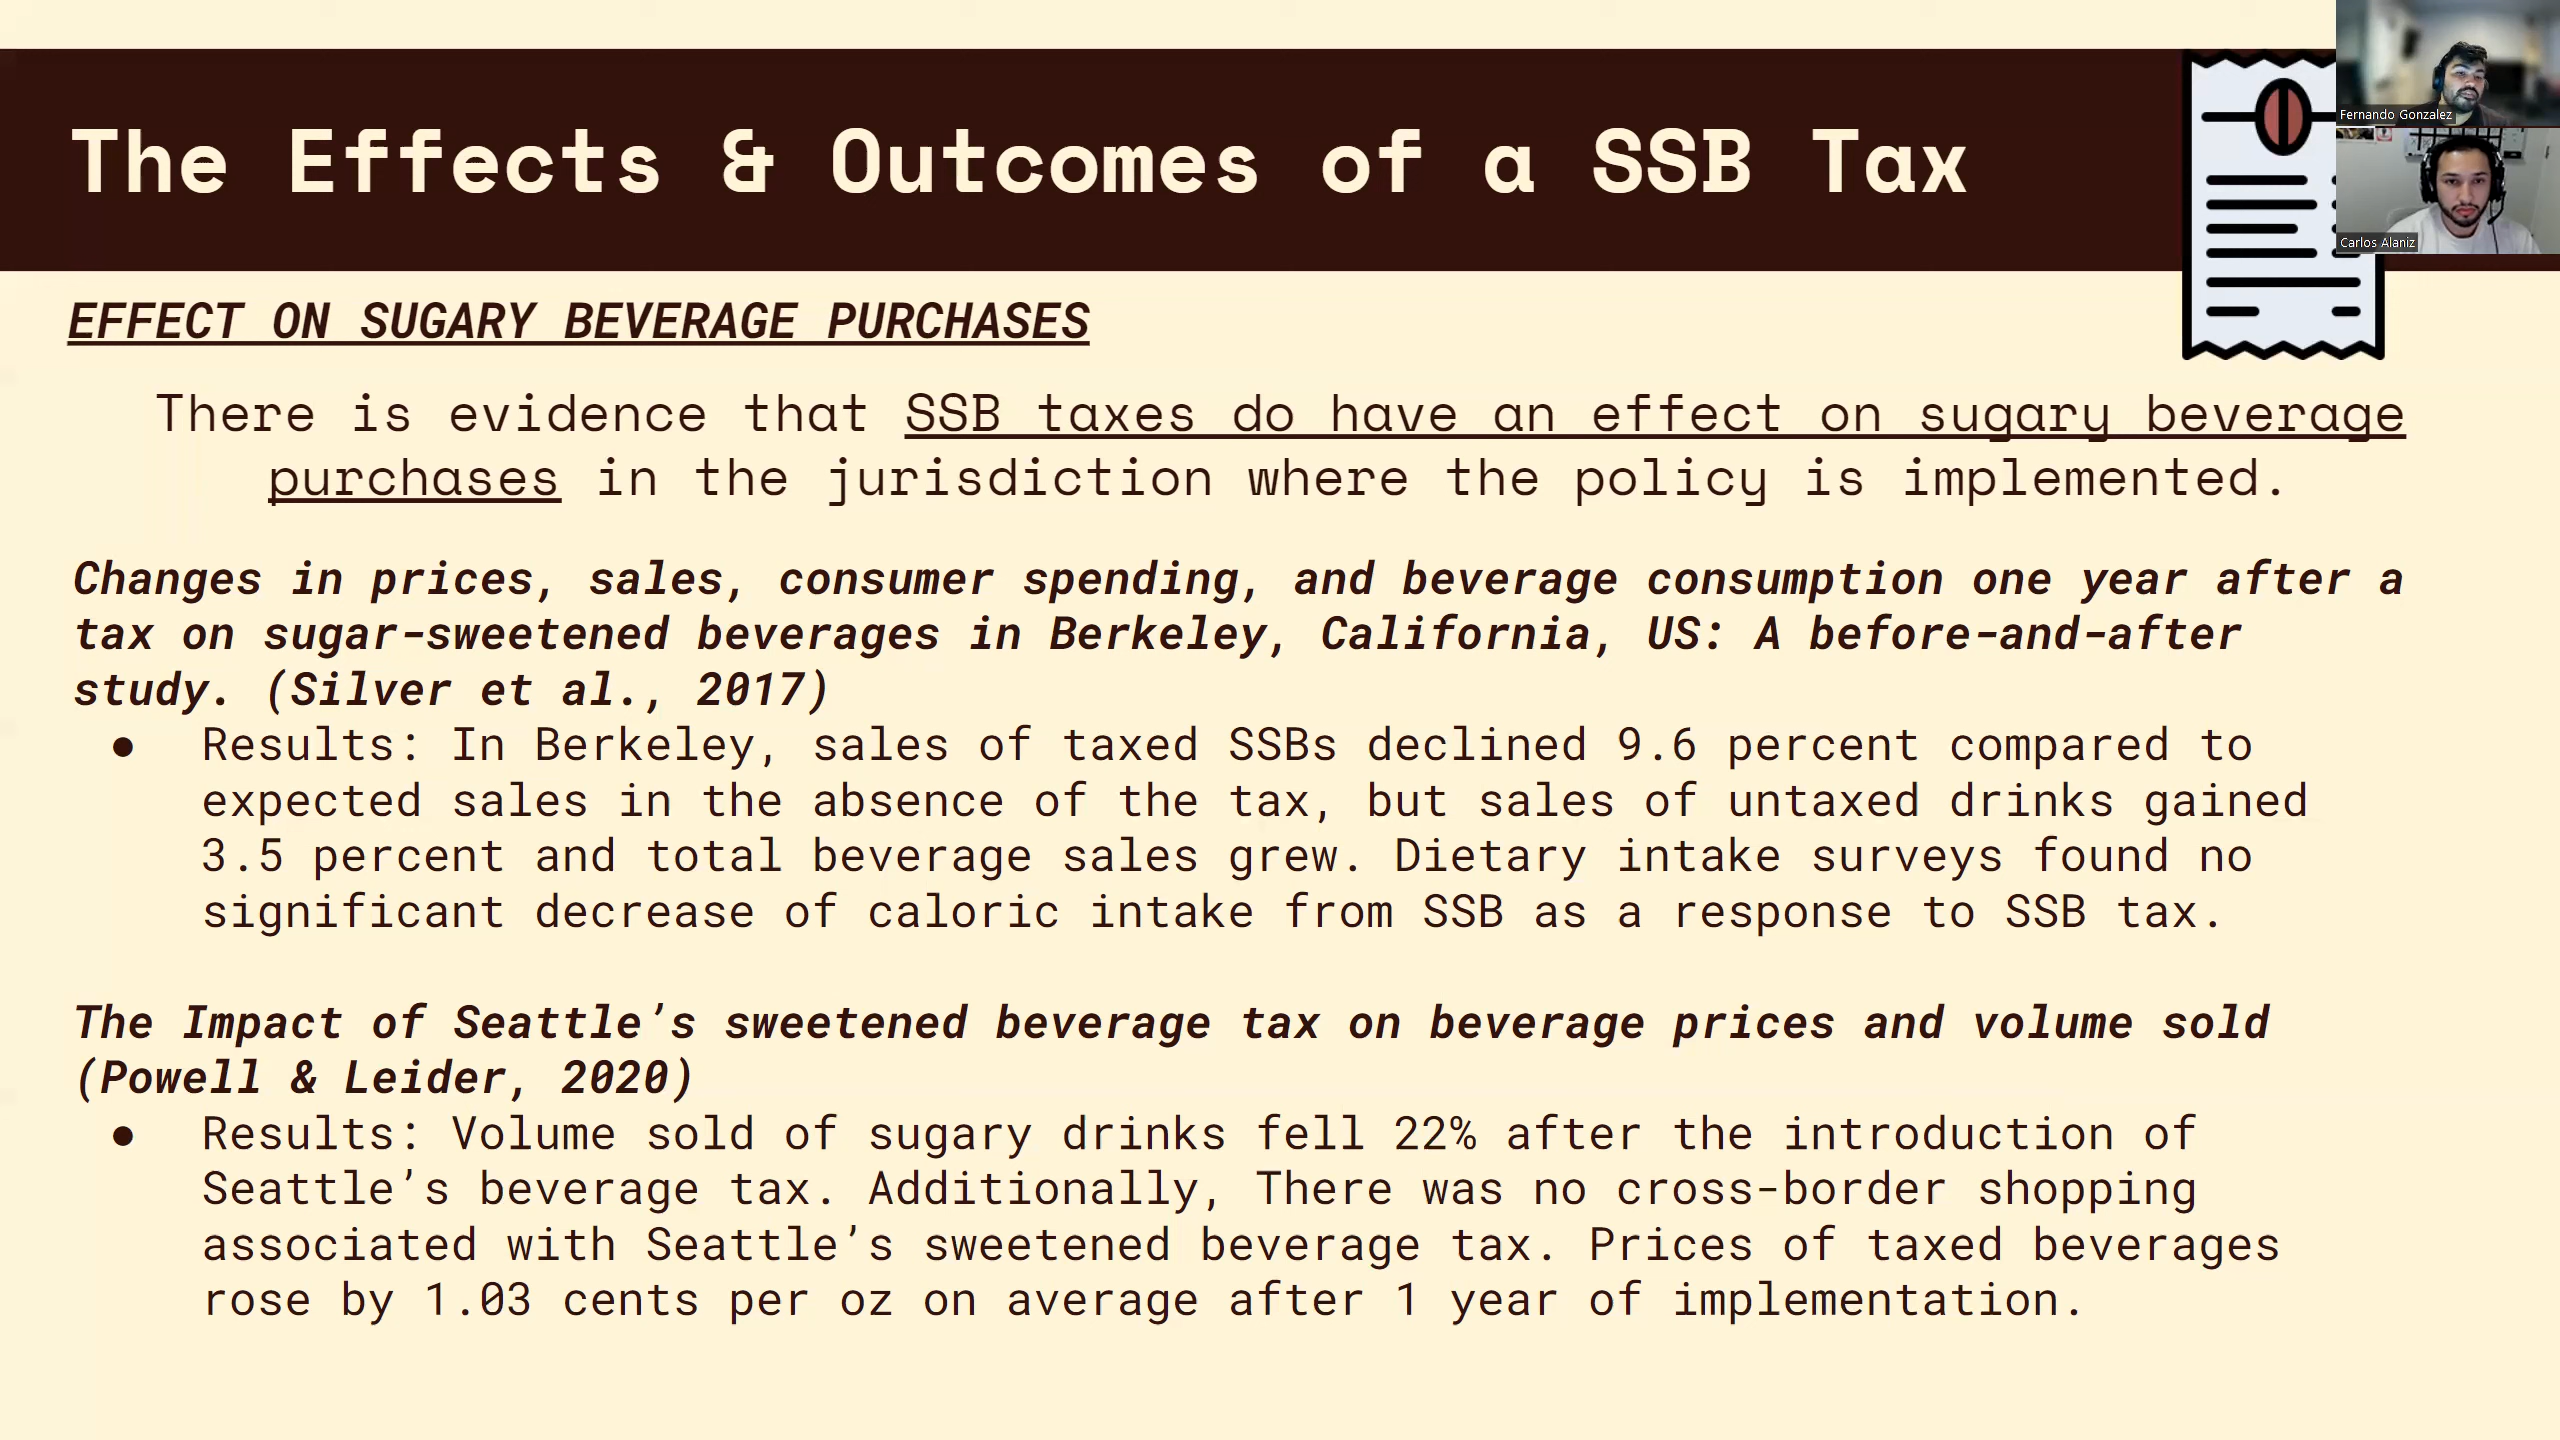 The Effects & Outcomes of a SSB Tax
Fernando Gonzalez
Carlos Alaniz
EFFECT ON SUGARY BEVERAGE PURCHASES
There is evidence that SSB taxes do have an effect on sugary beverage
purchases in the jurisdiction where the policy is implemented.
Changes in prices, sales, consumer spending, and beverage consumption one year after a
tax on sugar-sweetened beverages in Berkeley, California, US: A before-and-after
study. (Silver et al., 2017)
● Results: In Berkeley, sales of taxed SSBs declined 9.6 percent compared to
expected sales in the absence of the tax, but sales of untaxed drinks gained
3.5 percent and total beverage sales grew. Dietary intake surveys found no
significant decrease of caloric intake from SSB as a response to SSB tax.
The Impact of Seattle’s sweetened beverage tax on beverage prices and volume sold
(Powell & Leider, 2020)
● Results: Volume sold of sugary drinks fell 22% after the introduction of
Seattle’s beverage tax. Additionally, There was no cross-border shopping
associated with Seattle’s sweetened beverage tax. Prices of taxed beverages
rose by 1.03 cents per oz on average after 1 year of implementation.